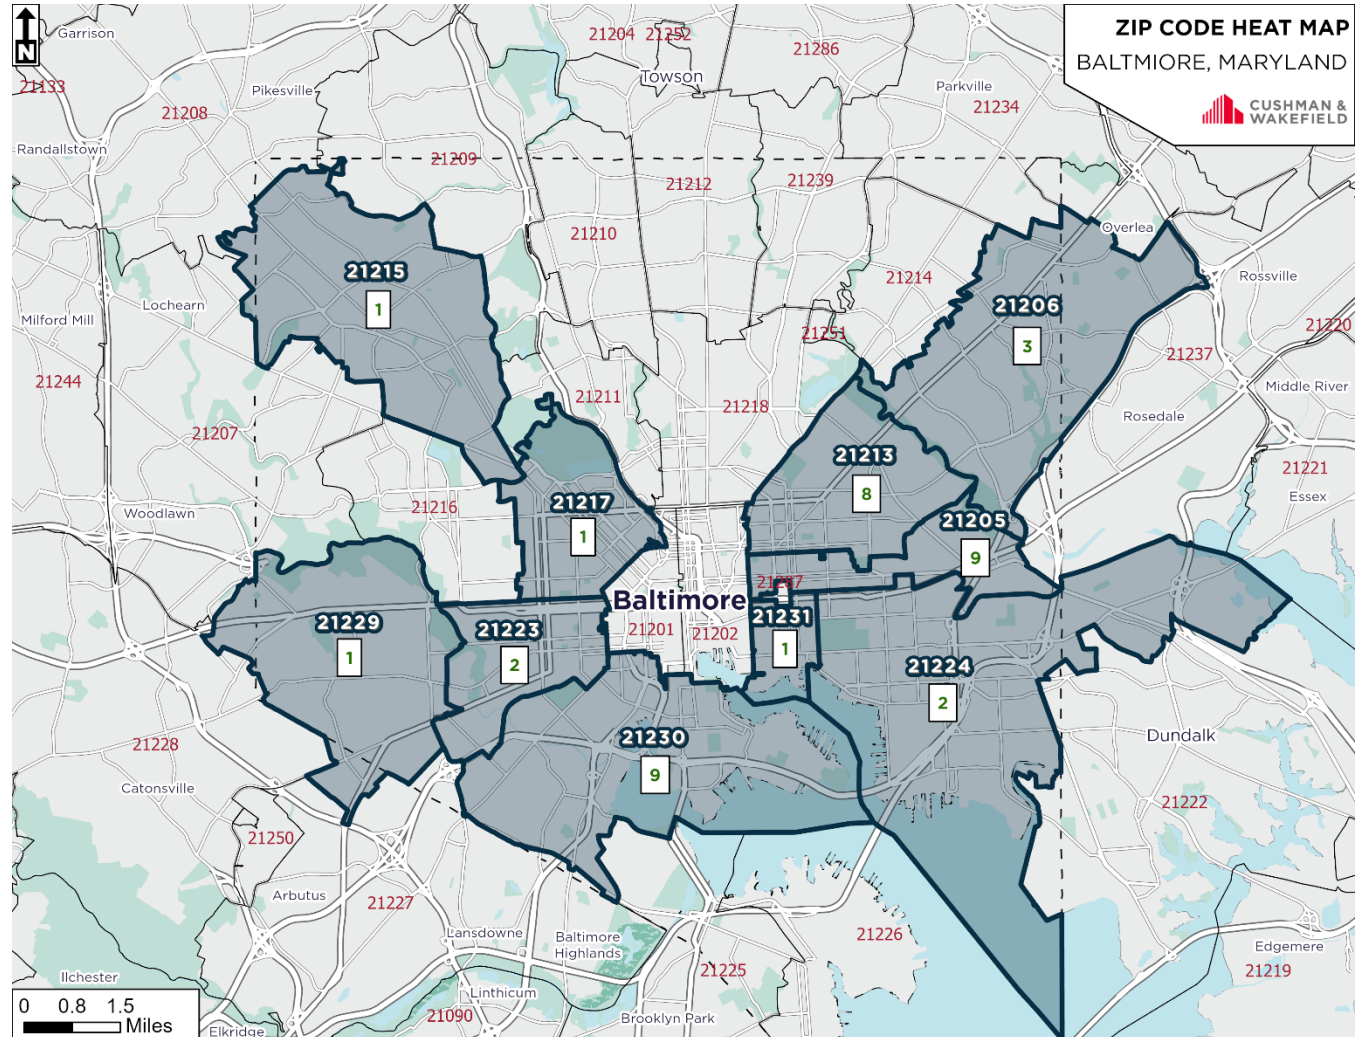 N
ZIP CODE HEAT MAP
BALTMIORE, MARYLAND
CUSHMAN &
WAKEFIELD
Garrison
21204
21252
21286
Towson
21133
Pikesville
Parkville
21208
21234
Randallstown
21209
21212
21239
21210
Overlea
21215
1
21214
Rossville
Lochearn
21206
3
Milford Mill
21251
21220
21237
21244
Middle River
21211
21218
Rosedale
21207
21213
8
21221
Essex
21216
21217
1
Woodlawn
21205
9
21287
Baltimore
21201
21202
21231
1
21229
1
21223
2
21224
2
21230
9
Dundalk
21228
Catonsville
21222
21250
Arbutus
21227
Lansdowne
Baltimore
Highlands
21226
Edgemere
21219
21225
Ilchester
Linthicum
21090
Brooklyn Park
Elkridge
0 0.8 1.5
Miles